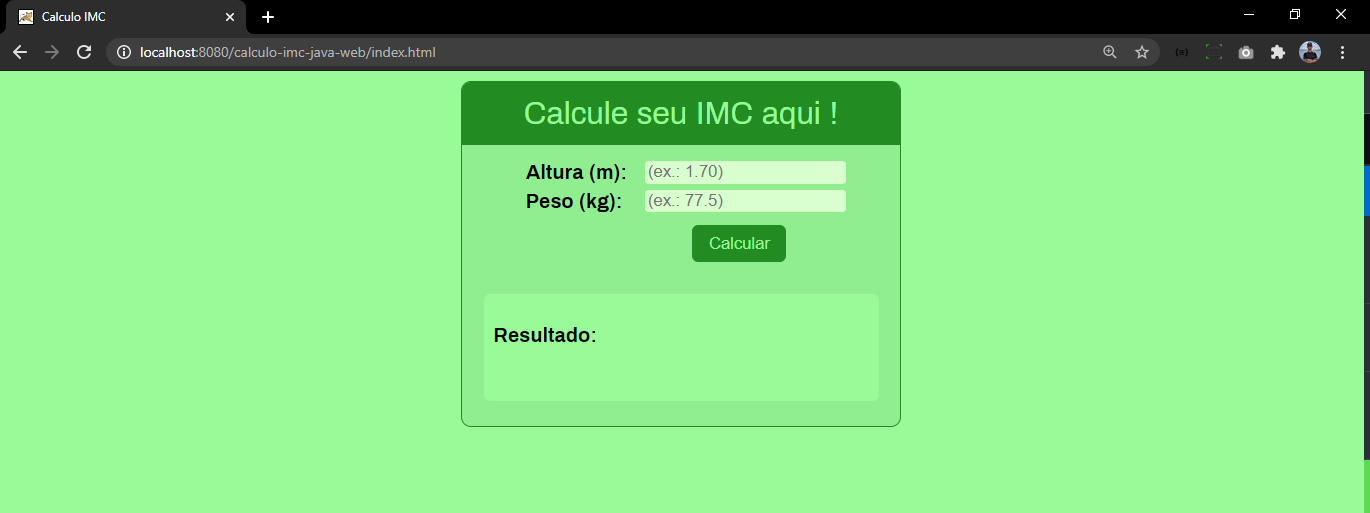 Calculo IMC
localhost:8080/calculo-imc-java-web/index.html
Calcule seu IMC aqui !
Altura (m): (ex.: 1.70)
Peso (kg): (ex.: 77.5)
Calcular
Resultado: